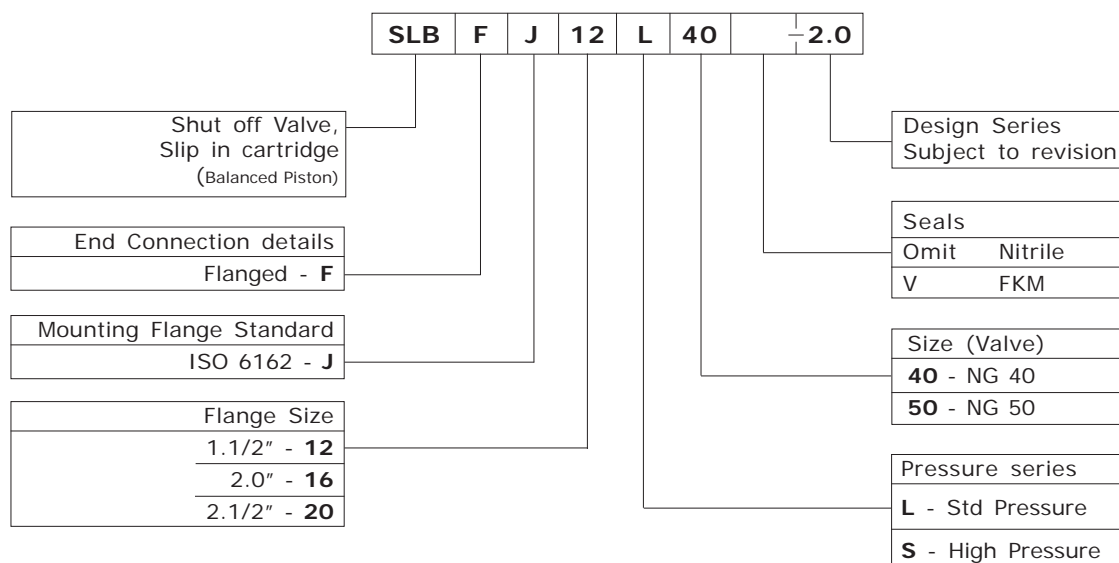 SLB F J 12 L 40 -2.0
Shut off Valve,
Slip in cartridge
(Balanced Piston)
End Connection details
Flanged - F
Mounting Flange Standard
ISO 6162 - J
Flange Size
1.1/2" - 12
2.0" - 16
2.1/2" - 20
Design Series
Subject to revision
Seals
Omit Nitrile
V FKM
Size (Valve)
40 - NG 40
50 - NG 50
Pressure series
L - Std Pressure
S - High Pressure